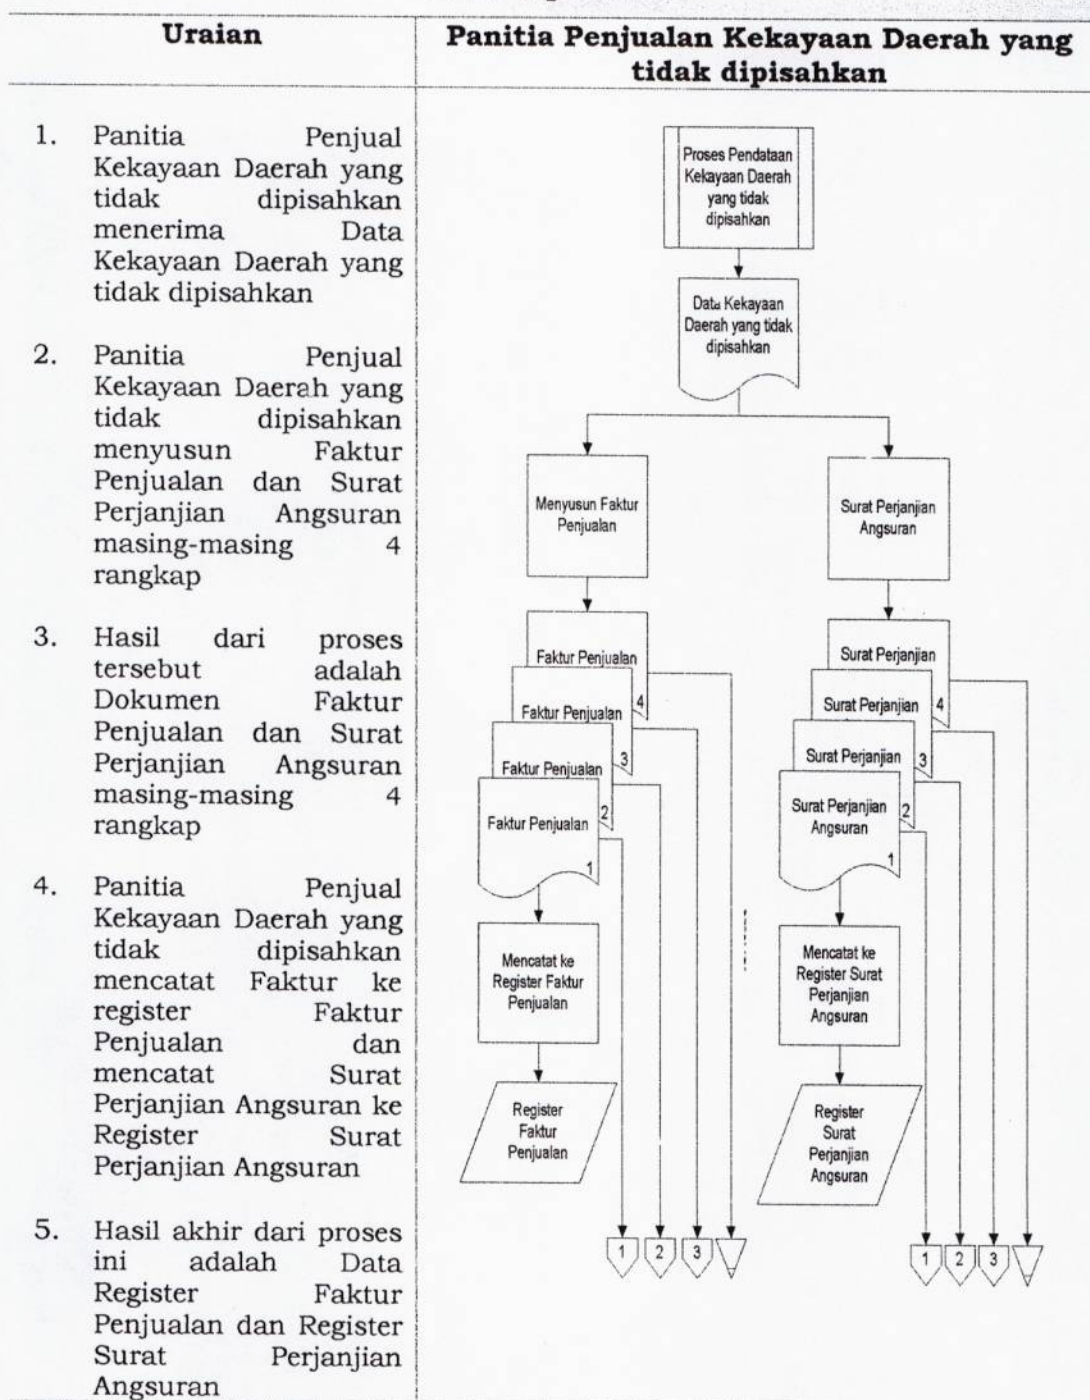 Uraian
Panitia Penjualan Kekayaan Daerah yang
tidak dipisahkan
1. Panitia Penjual
Kekayaan Daerah yang
tidak dipisahkan
menerima Data
Kekayaan Daerah yang
tidak dipisahkan
2. Panitia Penjual
Kekayaan Daerah yang
tidak dipisahkan
menyusun Faktur
Penjualan dan Surat
Perjanjian Angsuran
masing-masing 4
rangkap
3. Hasil dari proses
tersebut adalah
Dokumen Faktur
Penjualan dan Surat
Perjanjian Angsuran
masing-masing 4
rangkap
4. Panitia Penjual
Kekayaan Daerah yang
tidak dipisahkan
mencatat Faktur ke
register Faktur
Penjualan dan
mencatat Surat
Perjanjian Angsuran ke
Register Surat
Perjanjian Angsuran
5. Hasil akhir dari proses
ini adalah Data
Register Faktur
Penjualan dan Register
Surat Perjanjian
Angsuran
Proses Pendataan
Kekayaan Daerah
yang tidak
dipisahkan
Data Kekayaan
Daerah yang tidak
dipisahkan
Menyusun Faktur
Penjualan
Faktur Penjualan
4
Faktur Penjualan
3
Faktur Penjualan
2
Faktur Penjualan
1
Mencatat ke
Register Faktur
Penjualan
Register
Faktur
Penjualan
1
2
3
Surat Perjanjian
Angsuran
Surat Perjanjian
4
Surat Perjanjian
3
Surat Perjanjian
2
Surat Perjanjian
Angsuran
1
Mencatat ke
Register Surat
Perjanjian
Angsuran
Register
Surat
Perjanjian
Angsuran
1
2
3